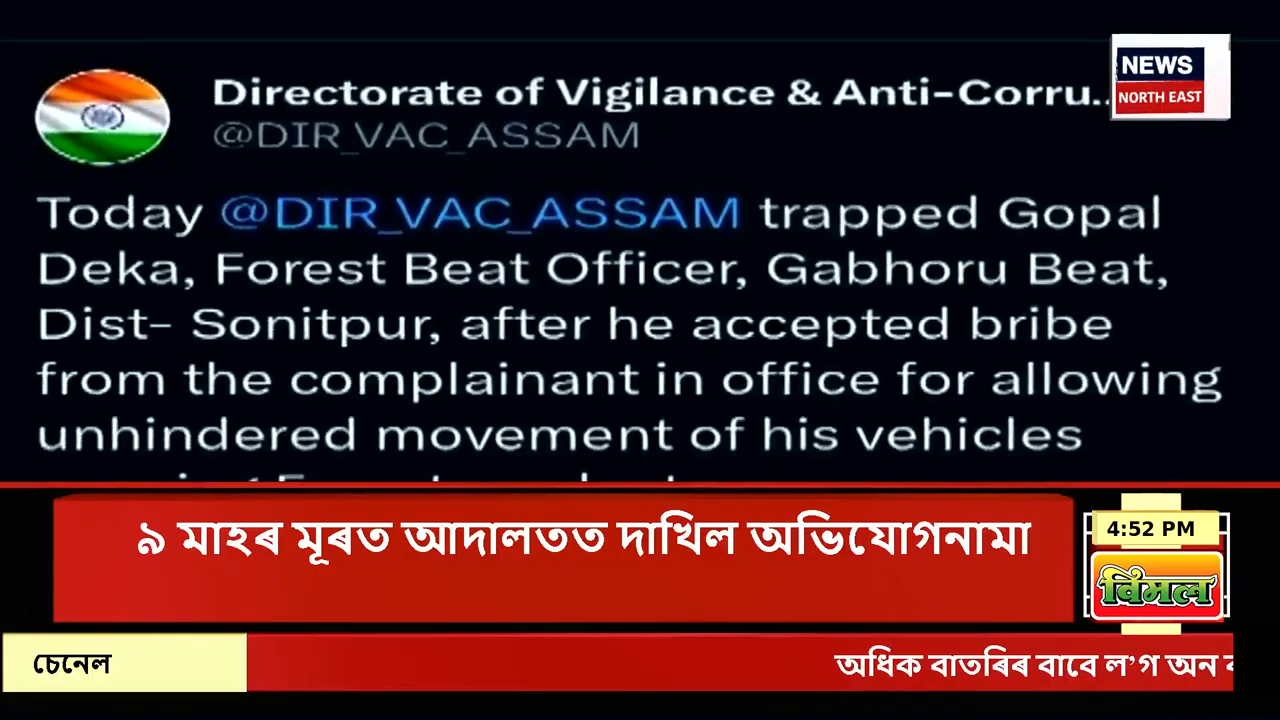 Directorate of Vigilance & Anti-Corru...
NEWS
NORTH EAST
@DIR_VAC_ASSAM
Today @DIR_VAC_ASSAM trapped Gopal
Deka, Forest Beat Officer, Gabhoru Beat,
Dist- Sonitpur, after he accepted bribe
from the complainant in office for allowing
unhindered movement of his vehicles
৯ মাহৰ মূৰত আদালতত দাখিল অভিযোগনামা
4:52 PM
বিমল
চেনেল
অধিক বাতৰিৰ বাবে ল’গ অন